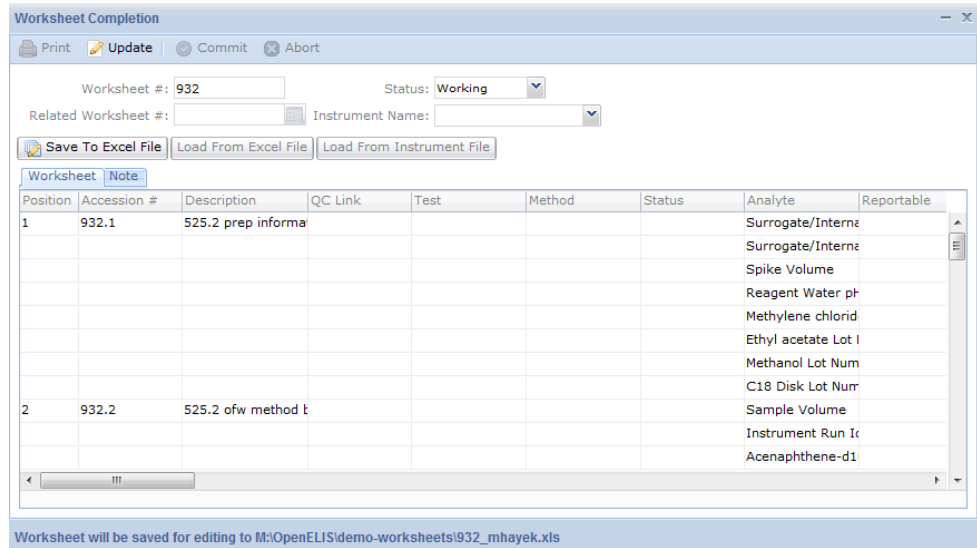 Worksheet Completion
Print Update Commit Abort
Worksheet #: 932 Status: Working
Related Worksheet #: Instrument Name:
Save To Excel File Load From Excel File Load From Instrument File
Worksheet Note
Position Accession # Description QC Link Test Method Status Analyte Reportable
1 932.1 525.2 prep informat Surrogate/Interna
Surrogate/Interna
Spike Volume
Reagent Water pH
Methylene chlorid
Ethyl acetate Lot
Methanol Lot Num
C18 Disk Lot Num
2 932.2 525.2 ofw method b Sample Volume
Instrument Run Id
Acenaphthene-d1
Worksheet will be saved for editing to M:\OpenELIS\demo-worksheets\932_mhayek.xls